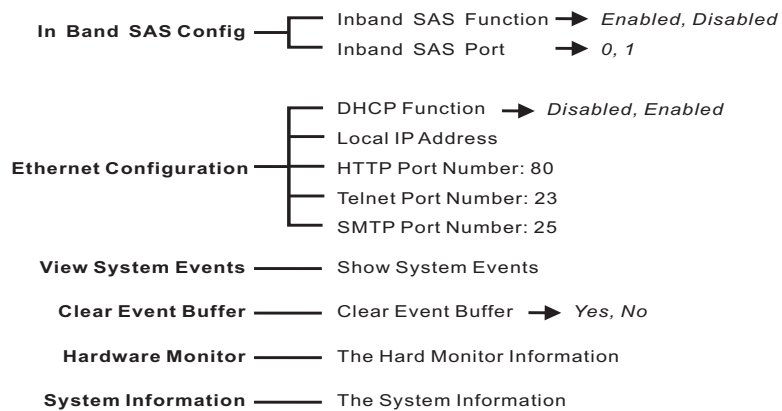 In Band SAS Config
Inband SAS Function Enabled, Disabled
Inband SAS Port 0, 1
Ethernet Configuration
DHCP Function Disabled, Enabled
Local IP Address
HTTP Port Number: 80
Telnet Port Number: 23
SMTP Port Number: 25
View System Events Show System Events
Clear Event Buffer Clear Event Buffer Yes, No
Hardware Monitor The Hard Monitor Information
System Information The System Information